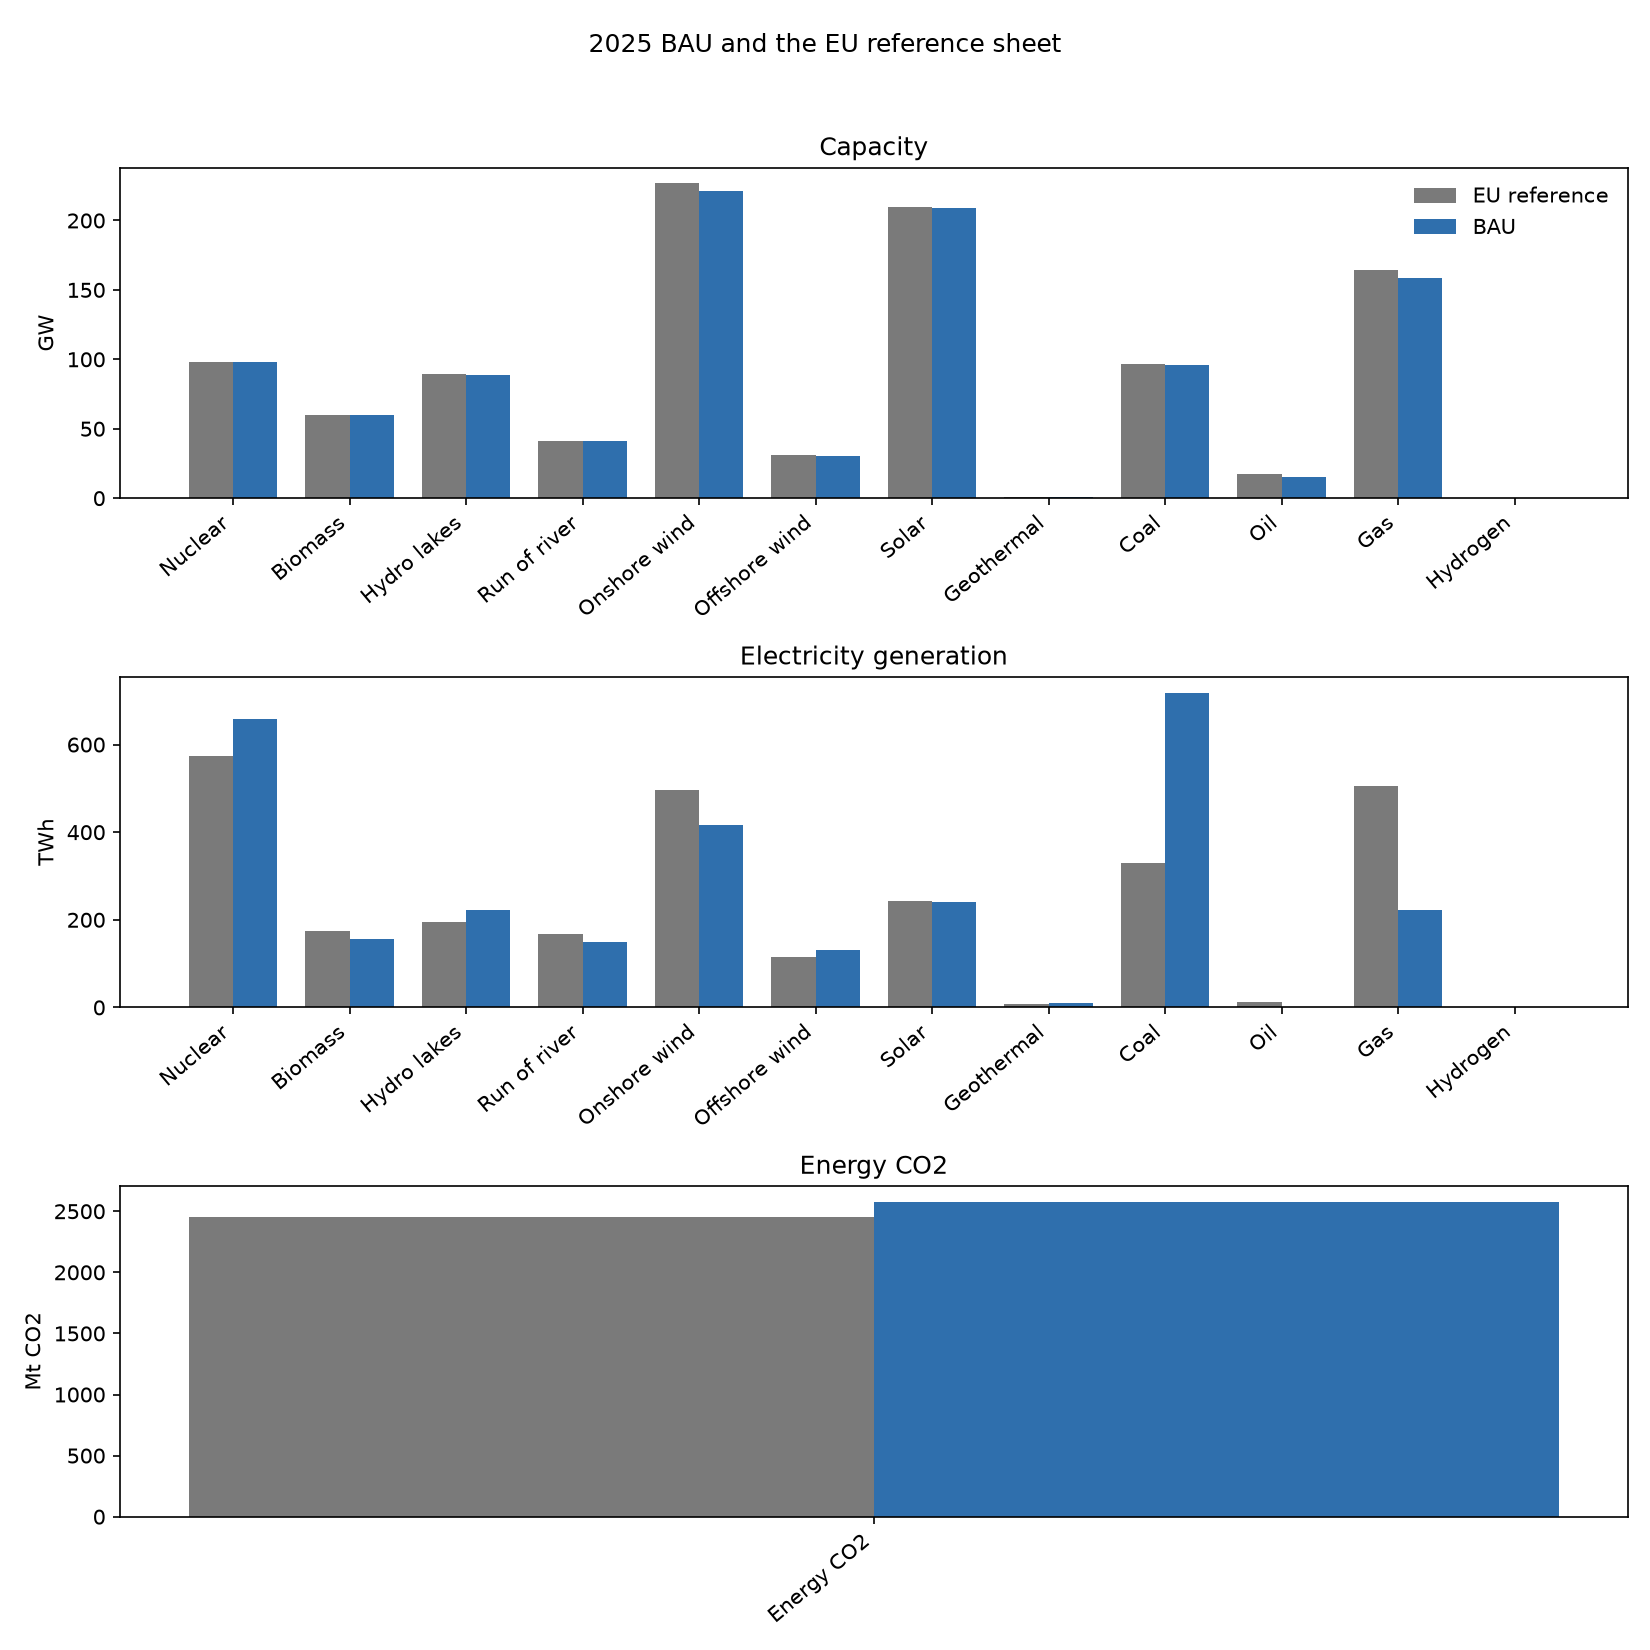 2025 BAU and the EU reference sheet
Capacity
EU reference
BAU
GW
200
150
100
50
0
Nuclear
Biomass
Hydro lakes
Run of river
Onshore wind
Offshore wind
Solar
Geothermal
Coal
Oil
Gas
Hydrogen
Electricity generation
TWh
600
400
200
0
Nuclear
Biomass
Hydro lakes
Run of river
Onshore wind
Offshore wind
Solar
Geothermal
Coal
Oil
Gas
Hydrogen
Energy CO2
Mt CO2
2500
2000
1500
1000
500
0
Energy CO2